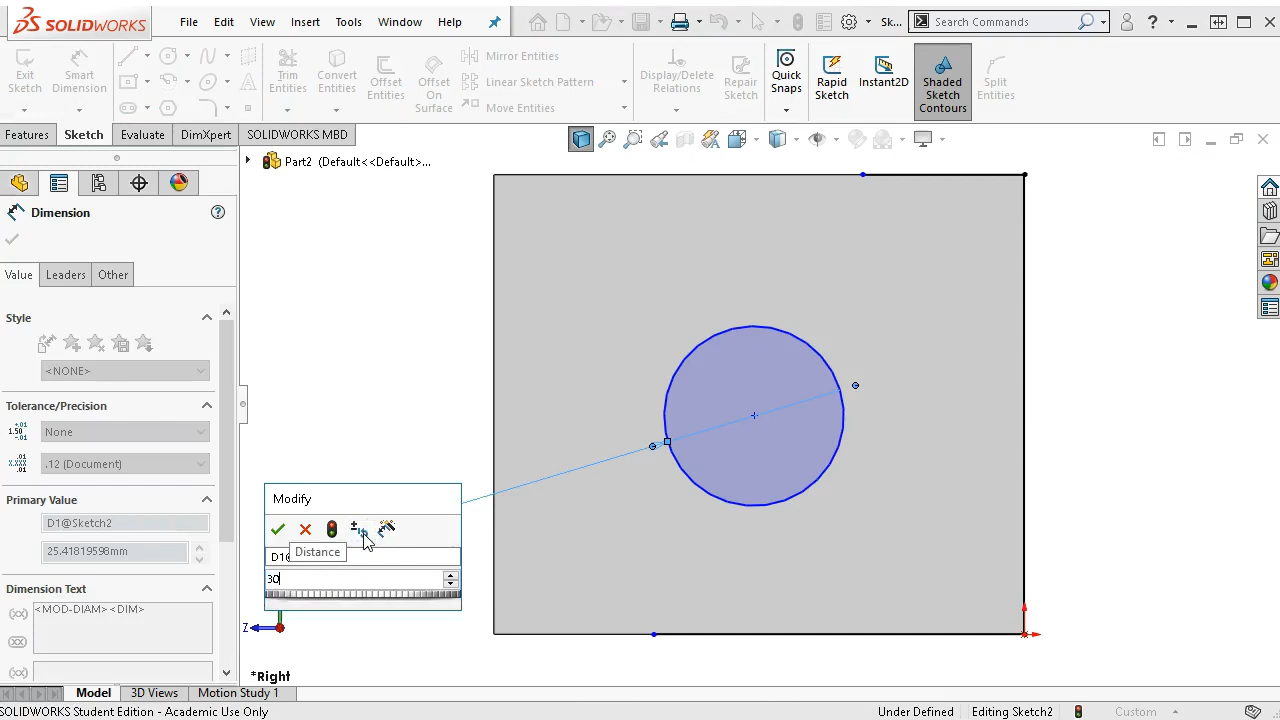 SOLIDWORKS
File Edit View Insert Tools Window Help
Sk...
Search Commands
?
Exit Sketch
Smart Dimension
Trim Entities
Convert Entities
Offset Entities
Offset On Surface
Mirror Entities
Linear Sketch Pattern
Move Entities
Display/Delete Relations
Repair Sketch
Quick Snaps
Rapid Sketch
Instant2D
Shaded Sketch Contours
Split Entities
Features Sketch Evaluate DimXpert SOLIDWORKS MBD
Part2 (Default<<Default>...
Dimension
?
Value Leaders Other
Style
<NONE>
Tolerance/Precision
1.50 +.01 -.01
None
.12 (Document)
Primary Value
D1@Sketch2
25.41819598mm
Dimension Text
<MOD-DIAM><DIM>
Modify
Distance
D1
30
Z
*Right
Model 3D Views Motion Study 1
SOLIDWORKS Student Edition - Academic Use Only
Under Defined
Editing Sketch2
Custom